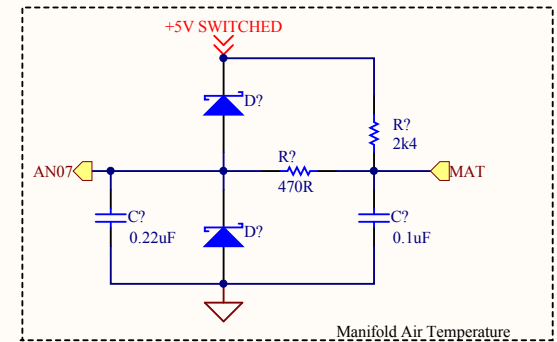 +5V SWITCHED
D?
R?
2k4
R?
AN07
MAT
470R
C?
0.22uF
D?
C?
0.1uF
Manifold Air Temperature